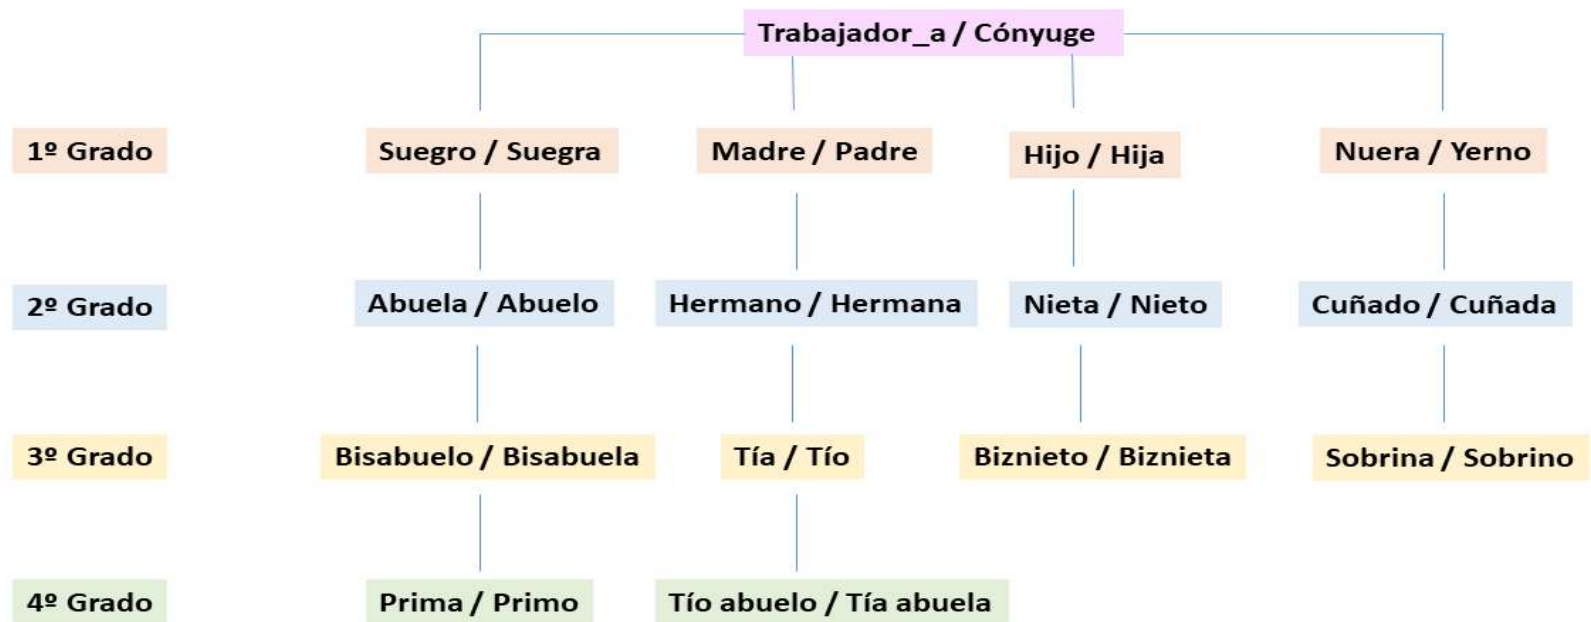 Trabajador_a / Cónyuge
1º Grado
Suegro / Suegra
Madre / Padre
Hijo / Hija
Nuera / Yerno
2º Grado
Abuela / Abuelo
Hermano / Hermana
Nieta / Nieto
Cuñado / Cuñada
3º Grado
Bisabuelo / Bisabuela
Tía / Tío
Biznieto / Biznieta
Sobrina / Sobrino
4º Grado
Prima / Primo
Tío abuelo / Tía abuela